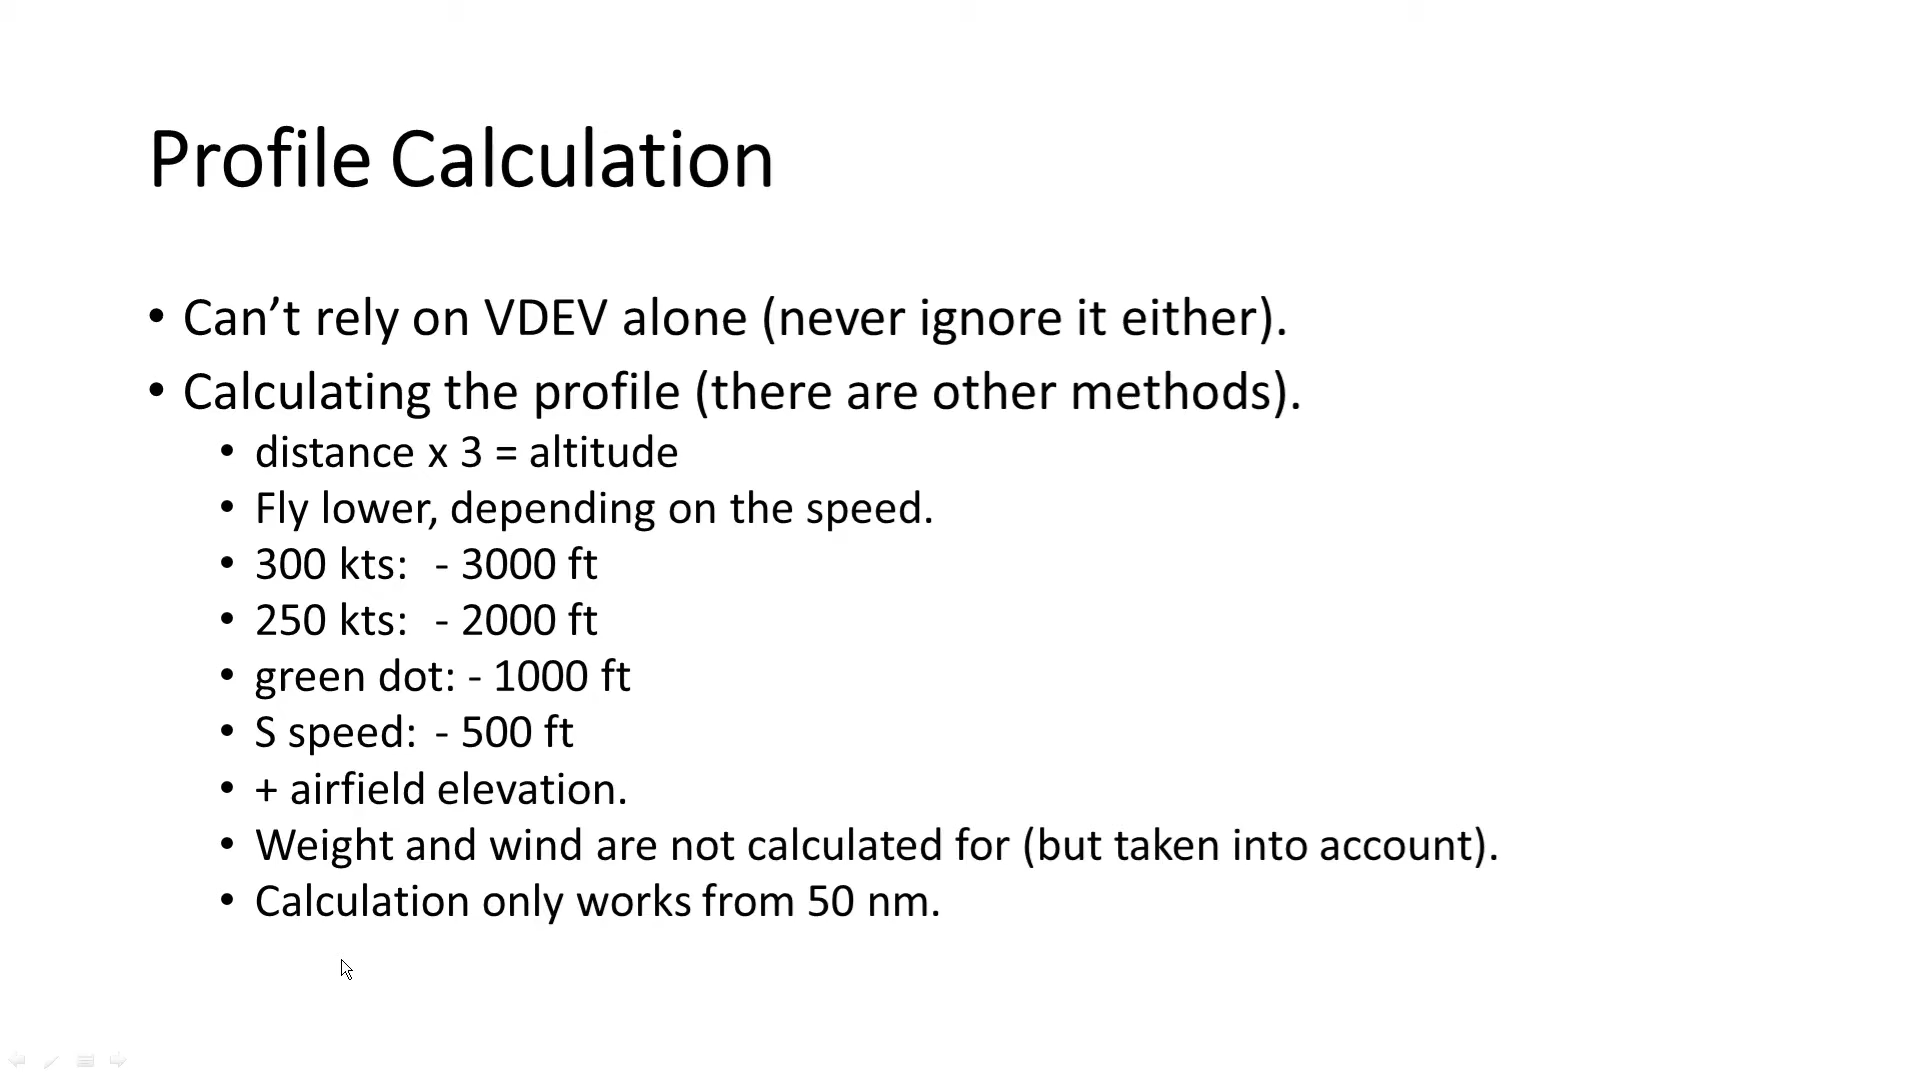 Profile Calculation
• Can’t rely on VDEV alone (never ignore it either).
• Calculating the profile (there are other methods).
• distance x 3 = altitude
• Fly lower, depending on the speed.
• 300 kts: - 3000 ft
• 250 kts: - 2000 ft
• green dot: - 1000 ft
• S speed: - 500 ft
• + airfield elevation.
• Weight and wind are not calculated for (but taken into account).
• Calculation only works from 50 nm.